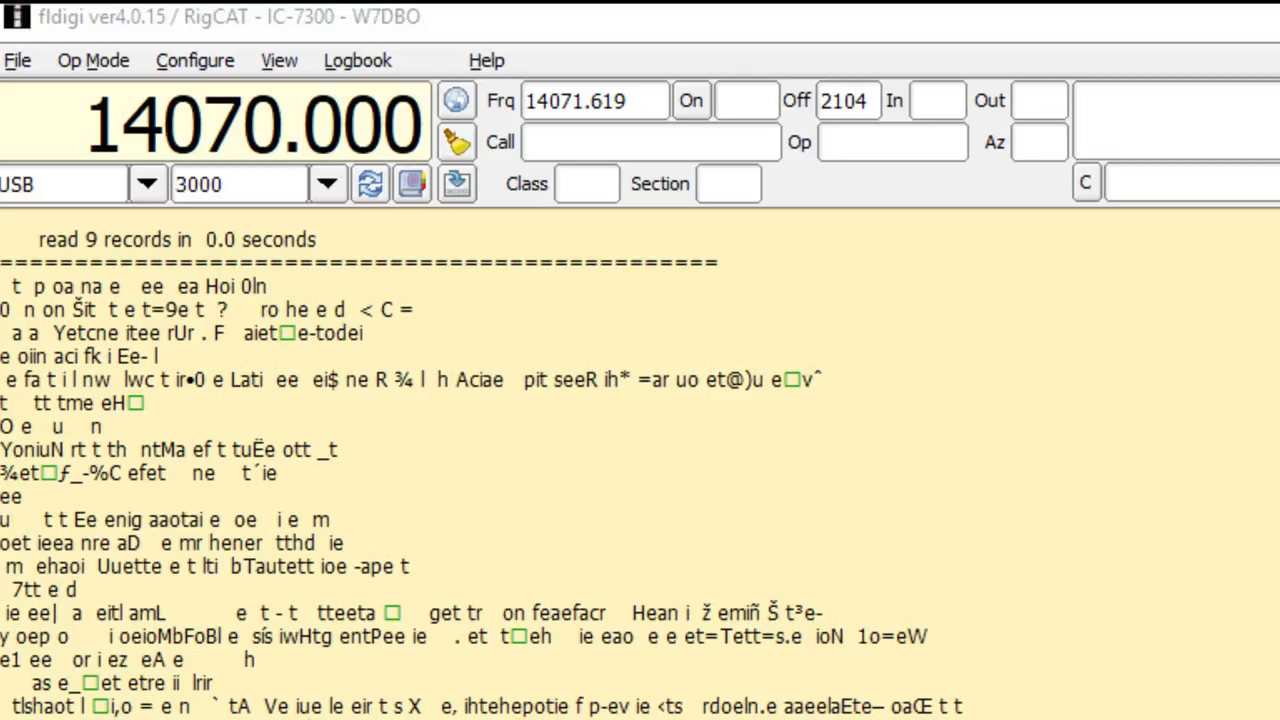 fldigi ver4.0.15 / RigCAT - IC-7300 - W7DBO
File Op Mode Configure View Logbook Help
14070.000
Frq 14071.619 On Off 2104 In Out
Call Op Az
USB 3000 Class Section C
read 9 records in 0.0 seconds
================================================
t p oa na e ee ea Hoi 0ln
0 n on Šit t e t=9e t ? ro he e d < C =
a a Yetcne itee rUr . F aiet□e-todei
e oiin aci fk i Ee- l
e fa t i l nw lwc t ir•0 e Lati ee ei$ ne R ¾ l h Aciae pit seeR ih* =ar uo et@)u e□vˆ
t tt tme eH□
O e u n
YoniuN rt t th ntMa ef t tuËe ott _t
¾et□ƒ_-%C efet ne t´ie
ee
u t t Ee enig aaotai e oe i e m
oet ieea nre aD e mr hener tthd ie
m ehaoi Uuette e t lti bTautett ioe -ape t
7tt e d
ie ee| a eitl amL e t - t tteeta □ get tr on feaefacr Hean i ž emiñ Š t³e-
y oep o i oeioMbFoBl e sís iwHtg entPee ie . et t□eh ie eao e e et=Tett=s.e ioN 1o=eW
e1 ee or i ez eA e h
as e_□et etre ii lrir
tlshaot l □i,o = e n ` tA Ve iue le eir t s X e, ihtehepotie f p-ev ie ‹ts rdoeln.e aaeelaEte– oaŒ t t